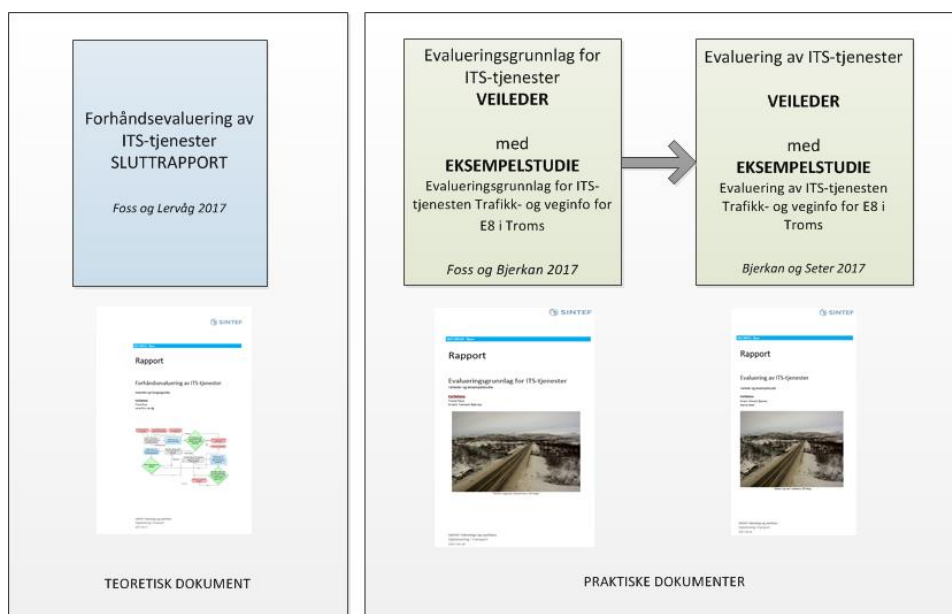 Forhåndsevaluering av
ITS-tjenester
SLUTTRAPPORT
Foss og Lervåg 2017
SINTEF
Rapport
Forhåndsevaluering av ITS-tjenester
TEORETISK DOKUMENT
Evalueringsgrunnlag for
ITS-tjenester
VEILEDER
med
EKSEMPELSTUDIE
Evalueringsgrunnlag for ITS-
tjenesten Trafikk- og veginfo for
E8 i Troms
Foss og Bjerkan 2017
Evaluering av ITS-tjenester
VEILEDER
med
EKSEMPELSTUDIE
Evaluering av ITS-tjenesten
Trafikk- og veginfo for E8 i
Troms
Bjerkan og Seter 2017
SINTEF
Rapport
Evalueringsgrunnlag for ITS-tjenester
SINTEF
Rapport
Evaluering av ITS-tjenester
PRAKTISKE DOKUMENTER